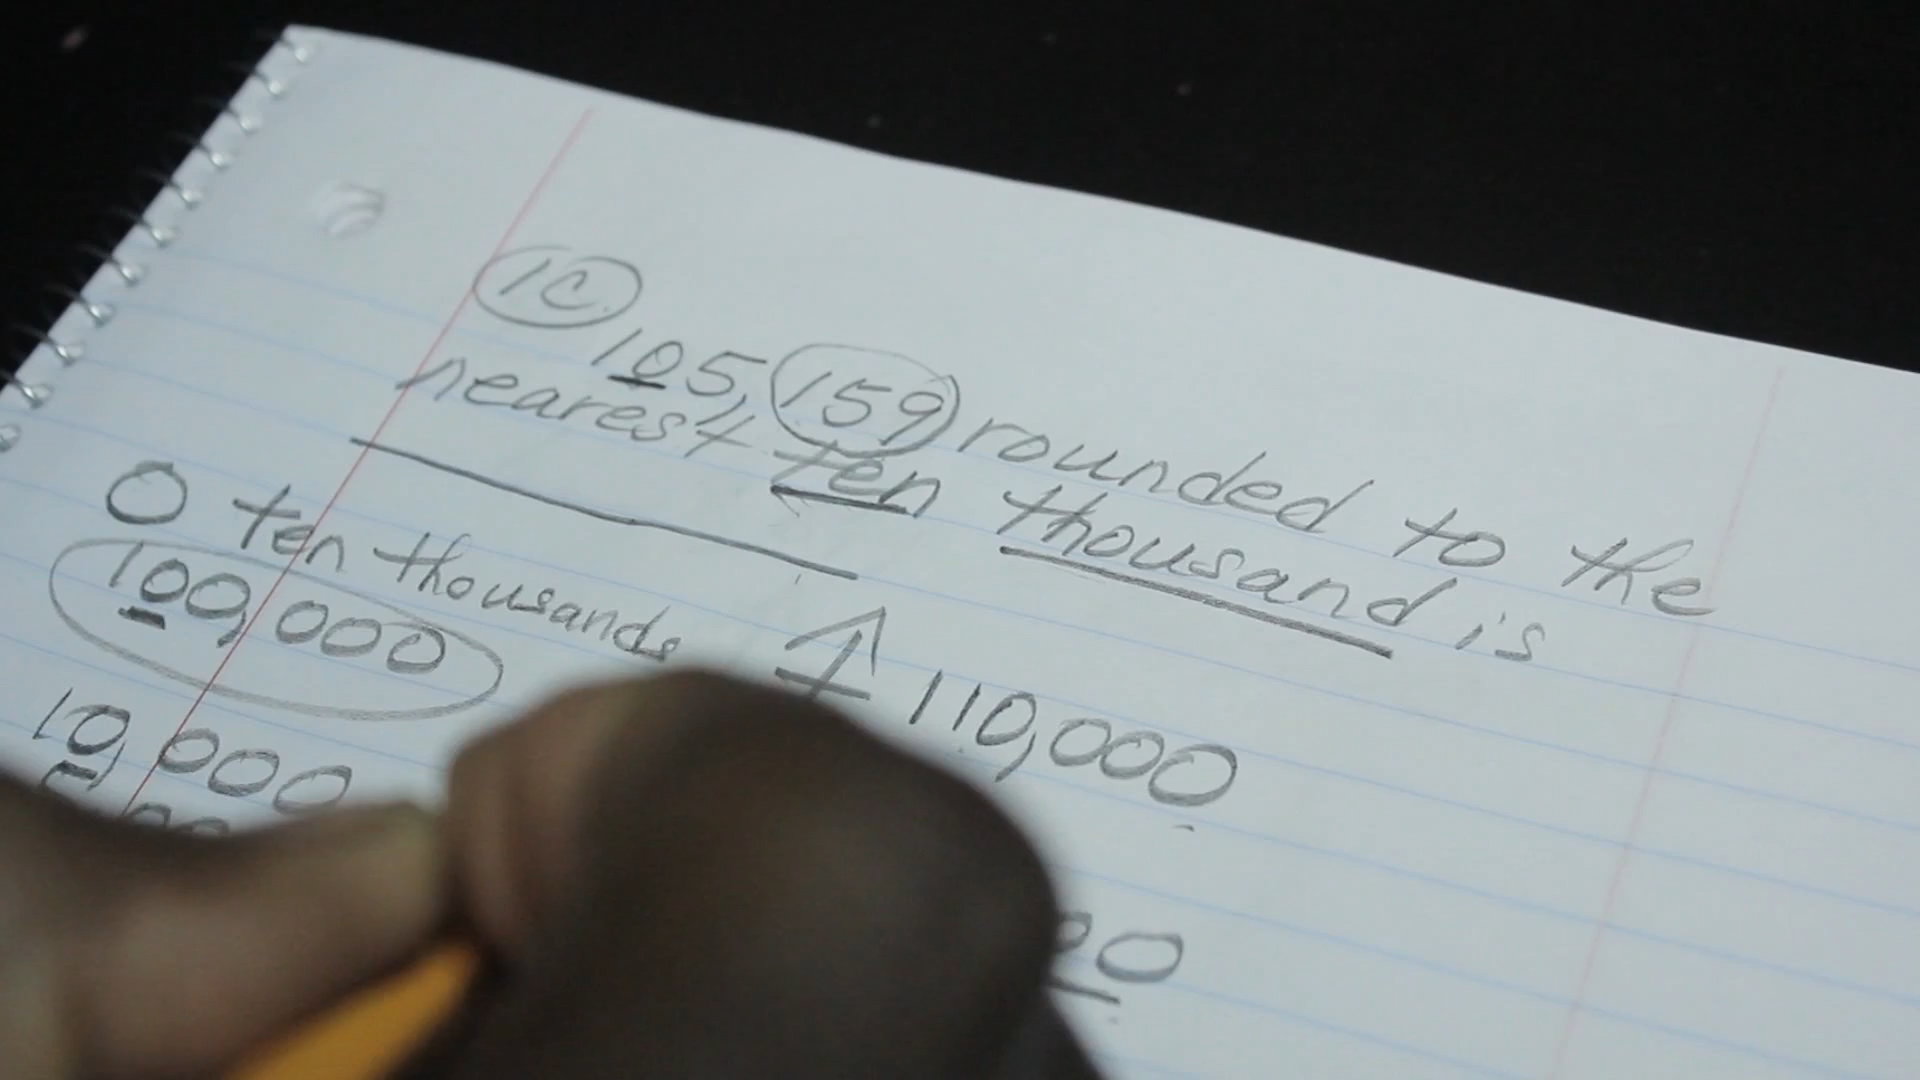 1c
105,159 rounded to the
nearest ten thousand is
0 ten thousands
100,000
1 110,000
10,000